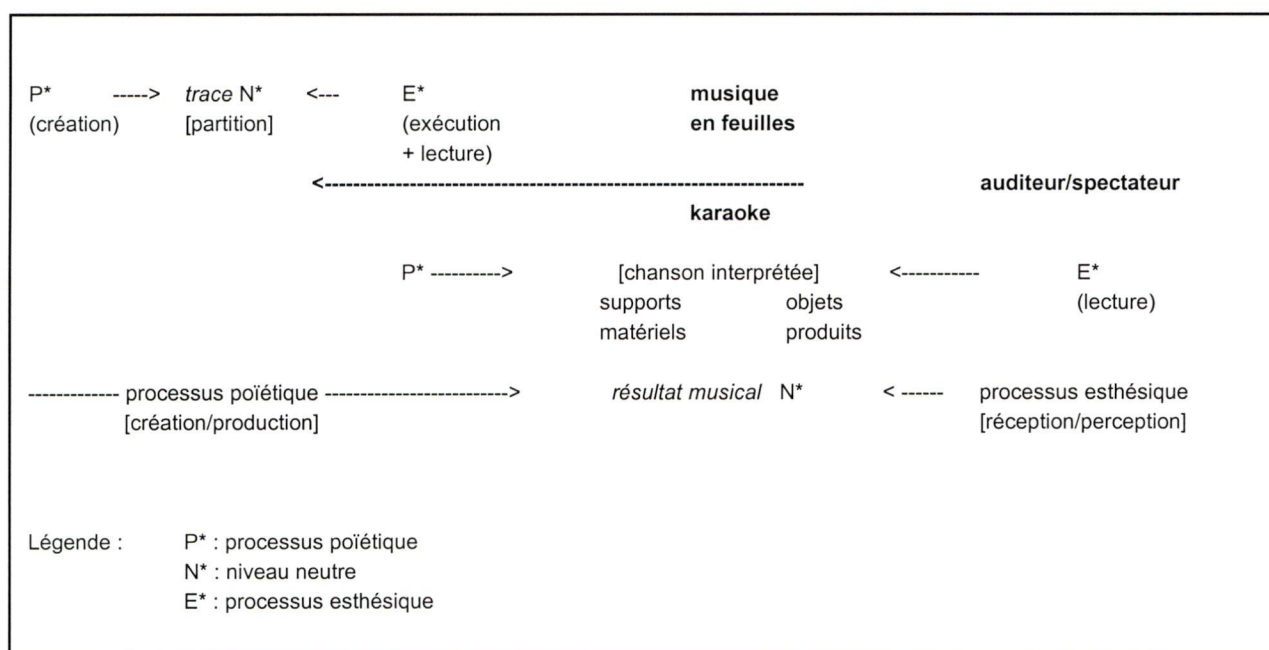 P* -----> trace N* <--- E* musique
(création) [partition] (exécution en feuilles
+ lecture)
<------------------------------------------------------------------- auditeur/spectateur
karaoke
P* ----------> [chanson interprétée] <----------- E*
supports objets (lecture)
matériels produits
------------- processus poïétique --------------------------> résultat musical N* < ------ processus esthésique
[création/production] [réception/perception]
Légende : P* : processus poïétique
N* : niveau neutre
E* : processus esthésique